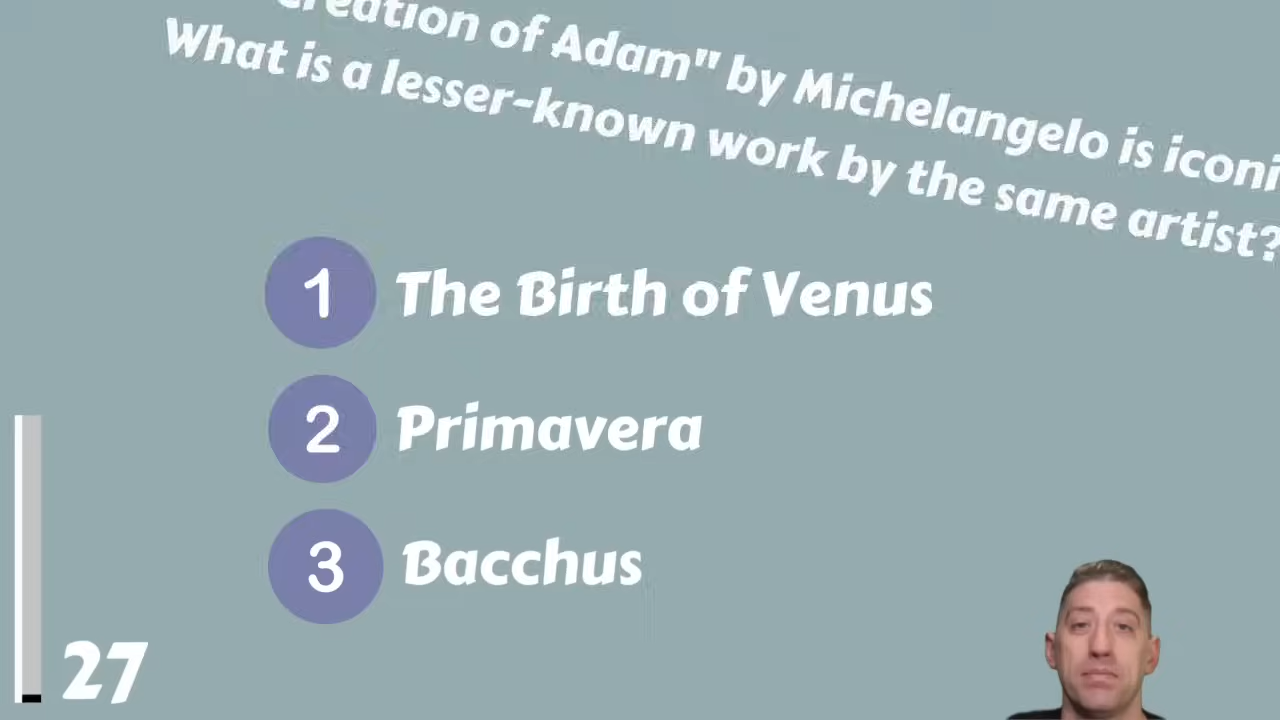 Creation of Adam" by Michelangelo is iconi
What is a lesser-known work by the same artist?
1 The Birth of Venus
2 Primavera
3 Bacchus
27